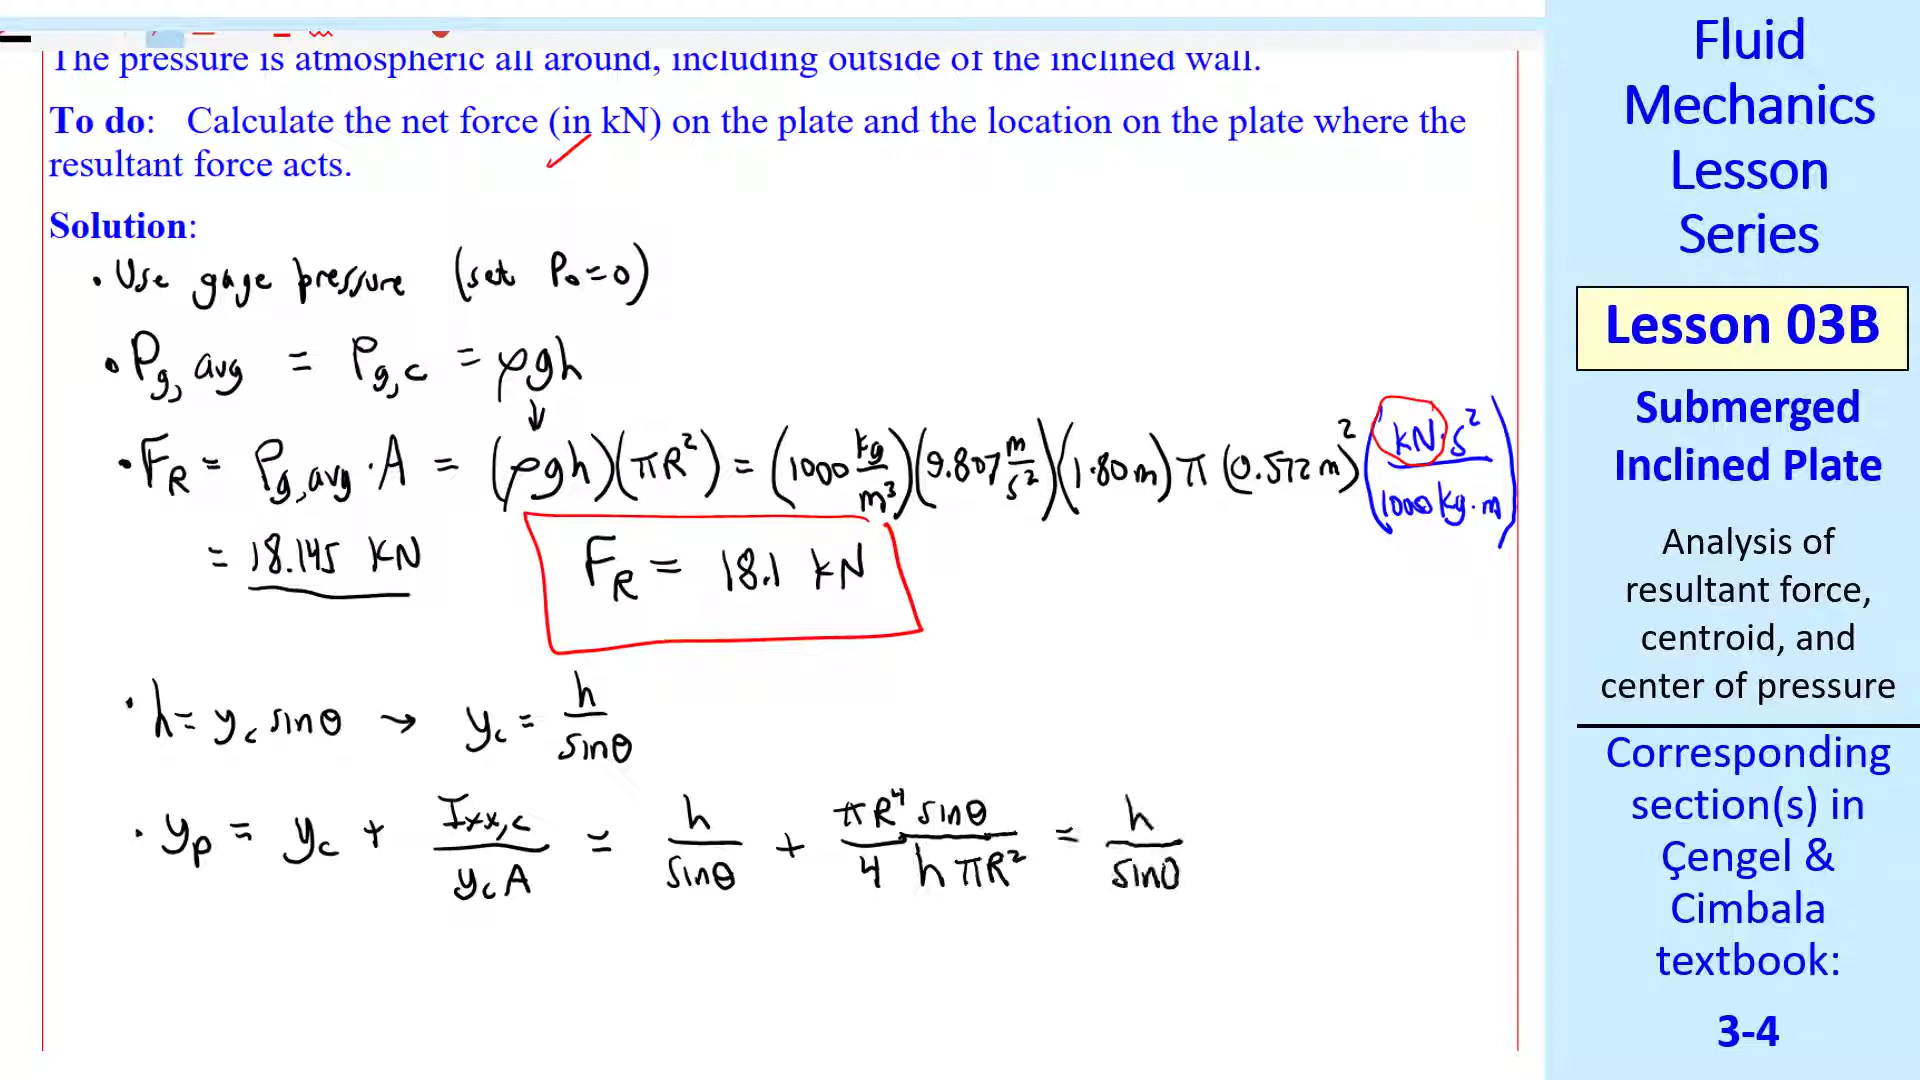 The pressure is atmospheric all around, including outside of the inclined wall.
To do: Calculate the net force (in kN) on the plate and the location on the plate where the
resultant force acts.
Solution:
• Use gage pressure (set P₀ = 0)
• P_g, avg = P_g, c = ρgh
↓
• F_R = P_g, avg · A = (ρgh)(πR²) = (1000 kg/m³)(9.807 m/s²)(1.80 m) π (0.572 m)² (kN·s²/1000 kg·m)
= 18.145 kN
F_R = 18.1 kN
• h = y_c sinθ → y_c = h/sinθ
• y_p = y_c + I_xx,c/y_c A = h/sinθ + πR⁴ sinθ/4 h πR² = h/sinθ
Fluid
Mechanics
Lesson
Series
Lesson 03B
Submerged
Inclined Plate
Analysis of
resultant force,
centroid, and
center of pressure
Corresponding
section(s) in
Çengel &
Cimbala
textbook:
3-4